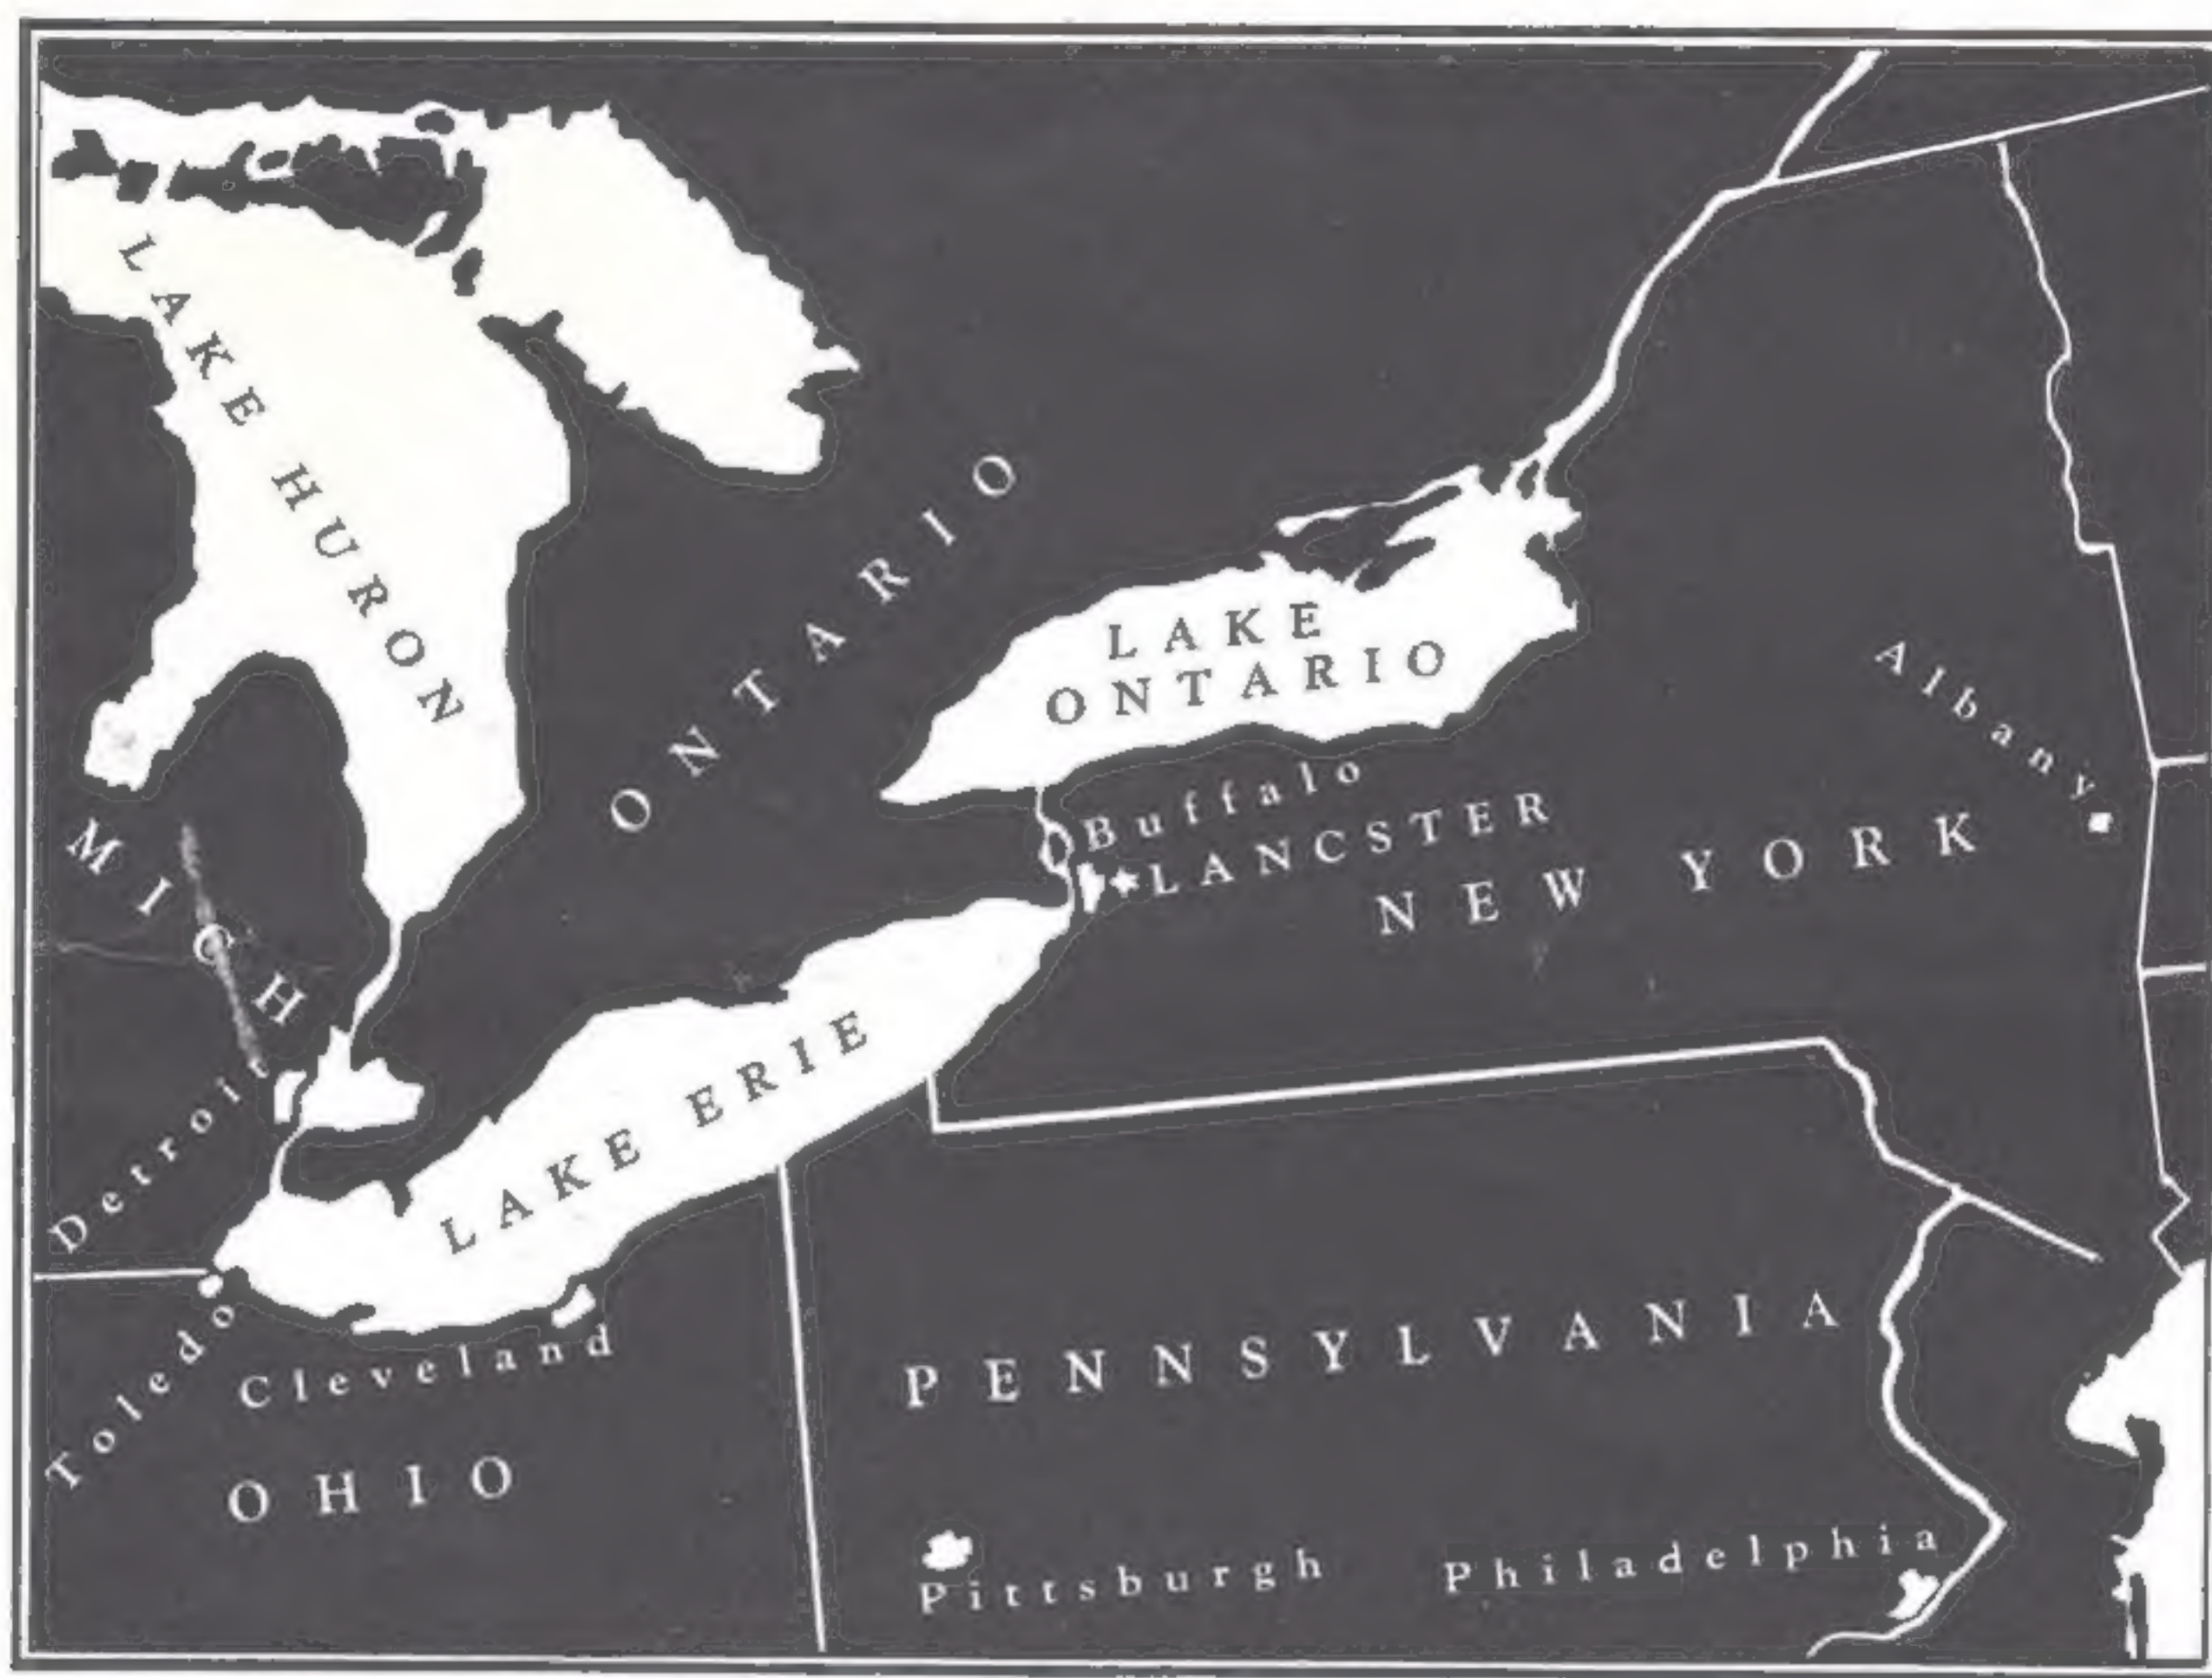 LAKE HURON
ONTARIO
LAKE
ONTARIO
Albany
Buffalo
LANCSTER
NEW YORK
MICH
Detroit
LAKE ERIE
Toledo
Cleveland
OHIO
PENNSYLVANIA
Pittsburgh
Philadelphia